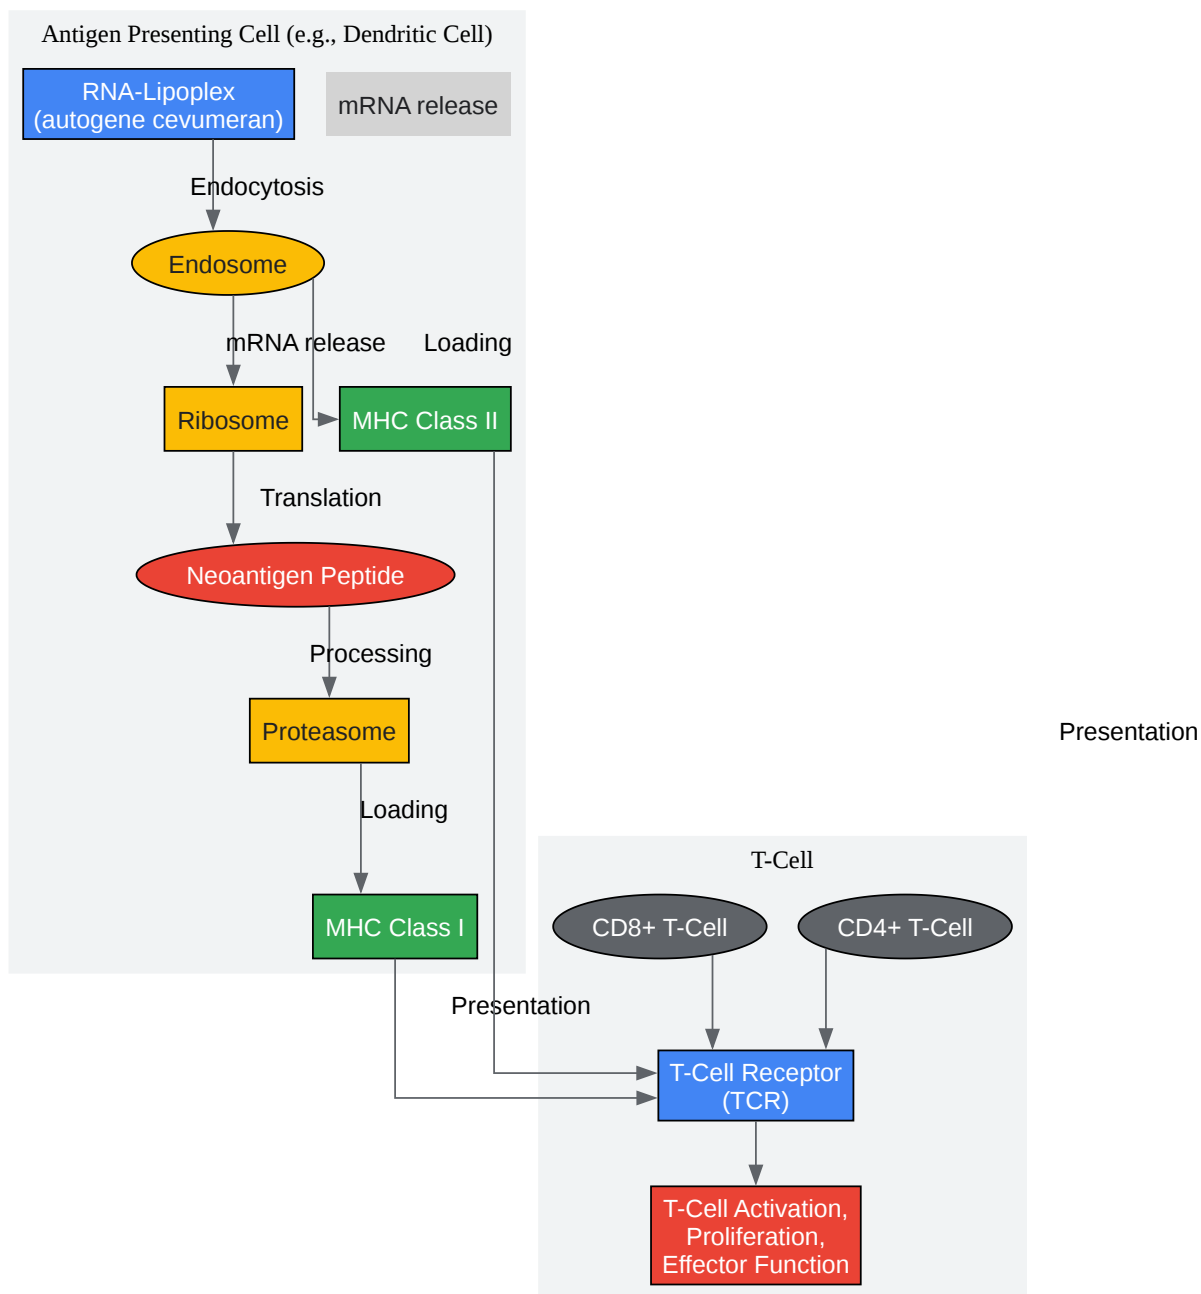 Antigen Presenting Cell (e.g., Dendritic Cell)
RNA-Lipoplex
(autogene cevumeran)
mRNA release
Endocytosis
Endosome
mRNA release
Loading
Ribosome
MHC Class II
Translation
Neoantigen Peptide
Processing
Proteasome
Presentation
Loading
T-Cell
MHC Class I
CD8+ T-Cell
CD4+ T-Cell
Presentation
T-Cell Receptor
(TCR)
T-Cell Activation,
Proliferation,
Effector Function